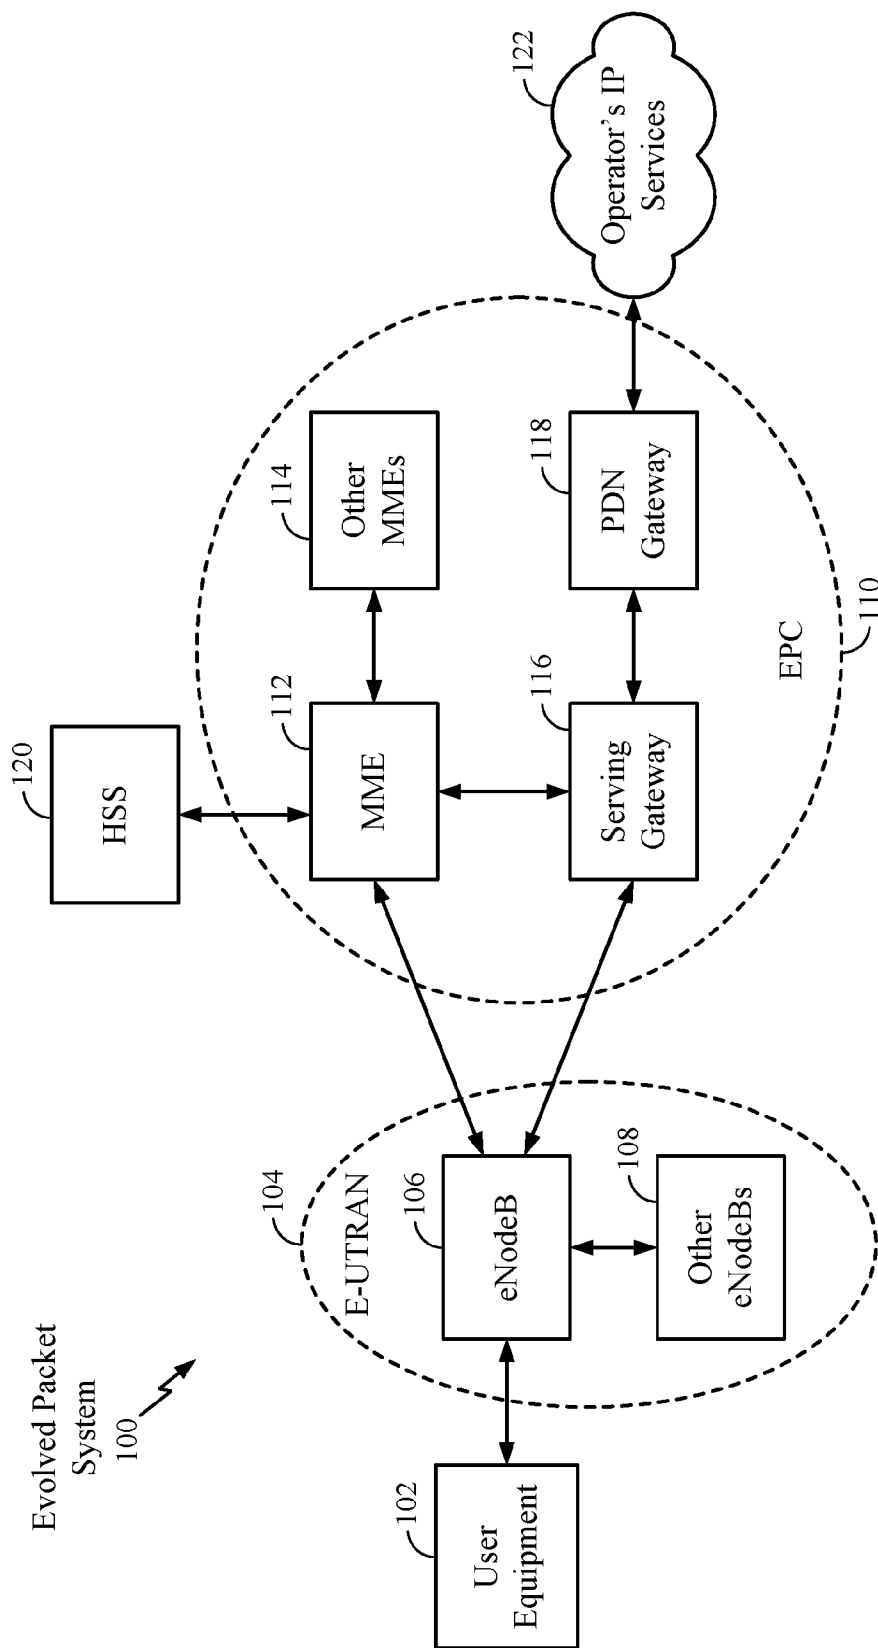 Evolved Packet
System
100
102
User
Equipment
104
E-UTRAN
106
eNodeB
108
Other
eNodeBs
120
HSS
112
MME
114
Other
MMEs
116
Serving
Gateway
118
PDN
Gateway
EPC
110
122
Operator's IP
Services